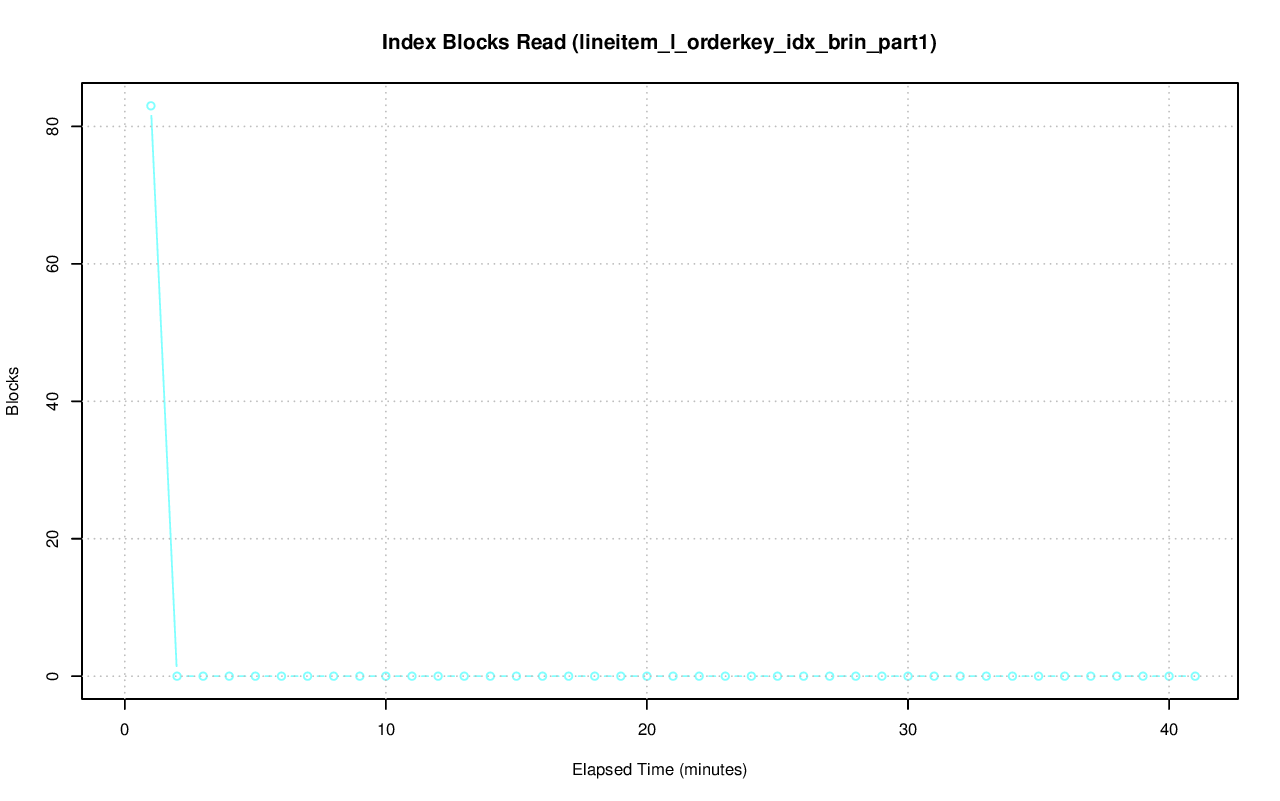 Index Blocks Read (lineitem_l_orderkey_idx_brin_part1)
80
60
40
20
0
Blocks
0 10 20 30 40
Elapsed Time (minutes)